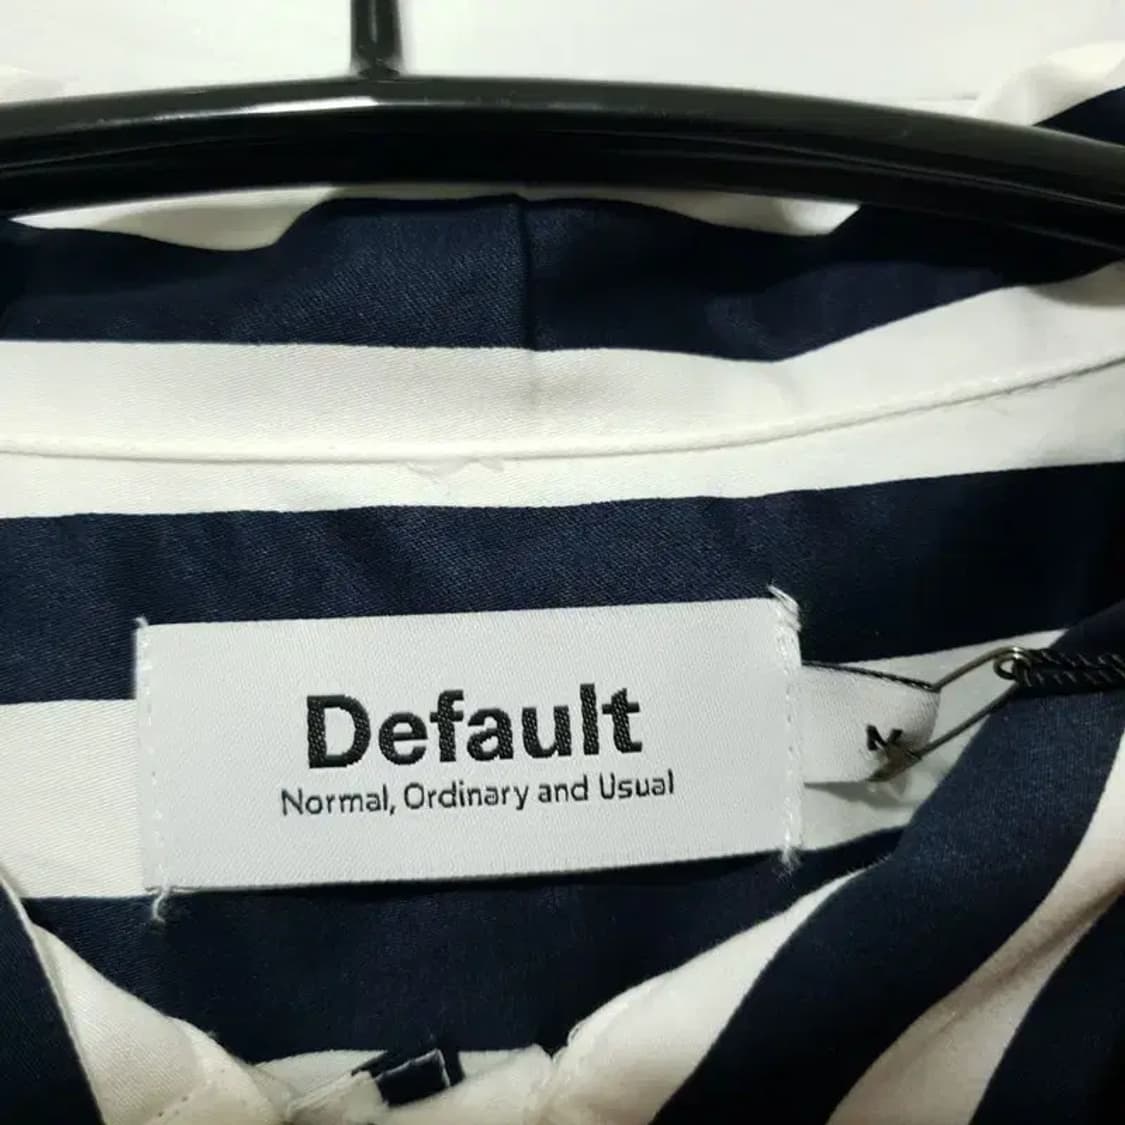 Default
Normal, Ordinary and Usual
M